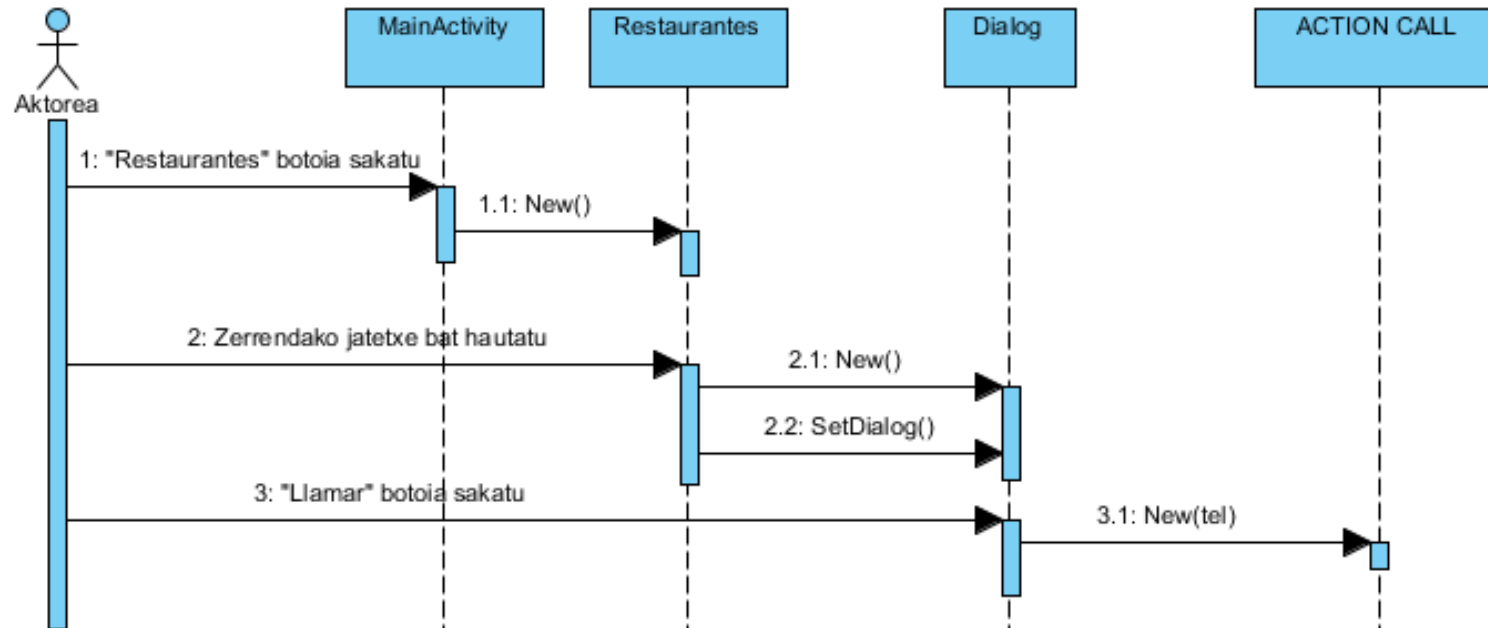 MainActivity
Restaurantes
Dialog
ACTION CALL
Aktorea
1: "Restaurantes" botoia sakatu
1.1: New()
2: Zerrendako jatetxe bat hautatu
2.1: New()
2.2: SetDialog()
3: "Llamar" botoia sakatu
3.1: New(tel)